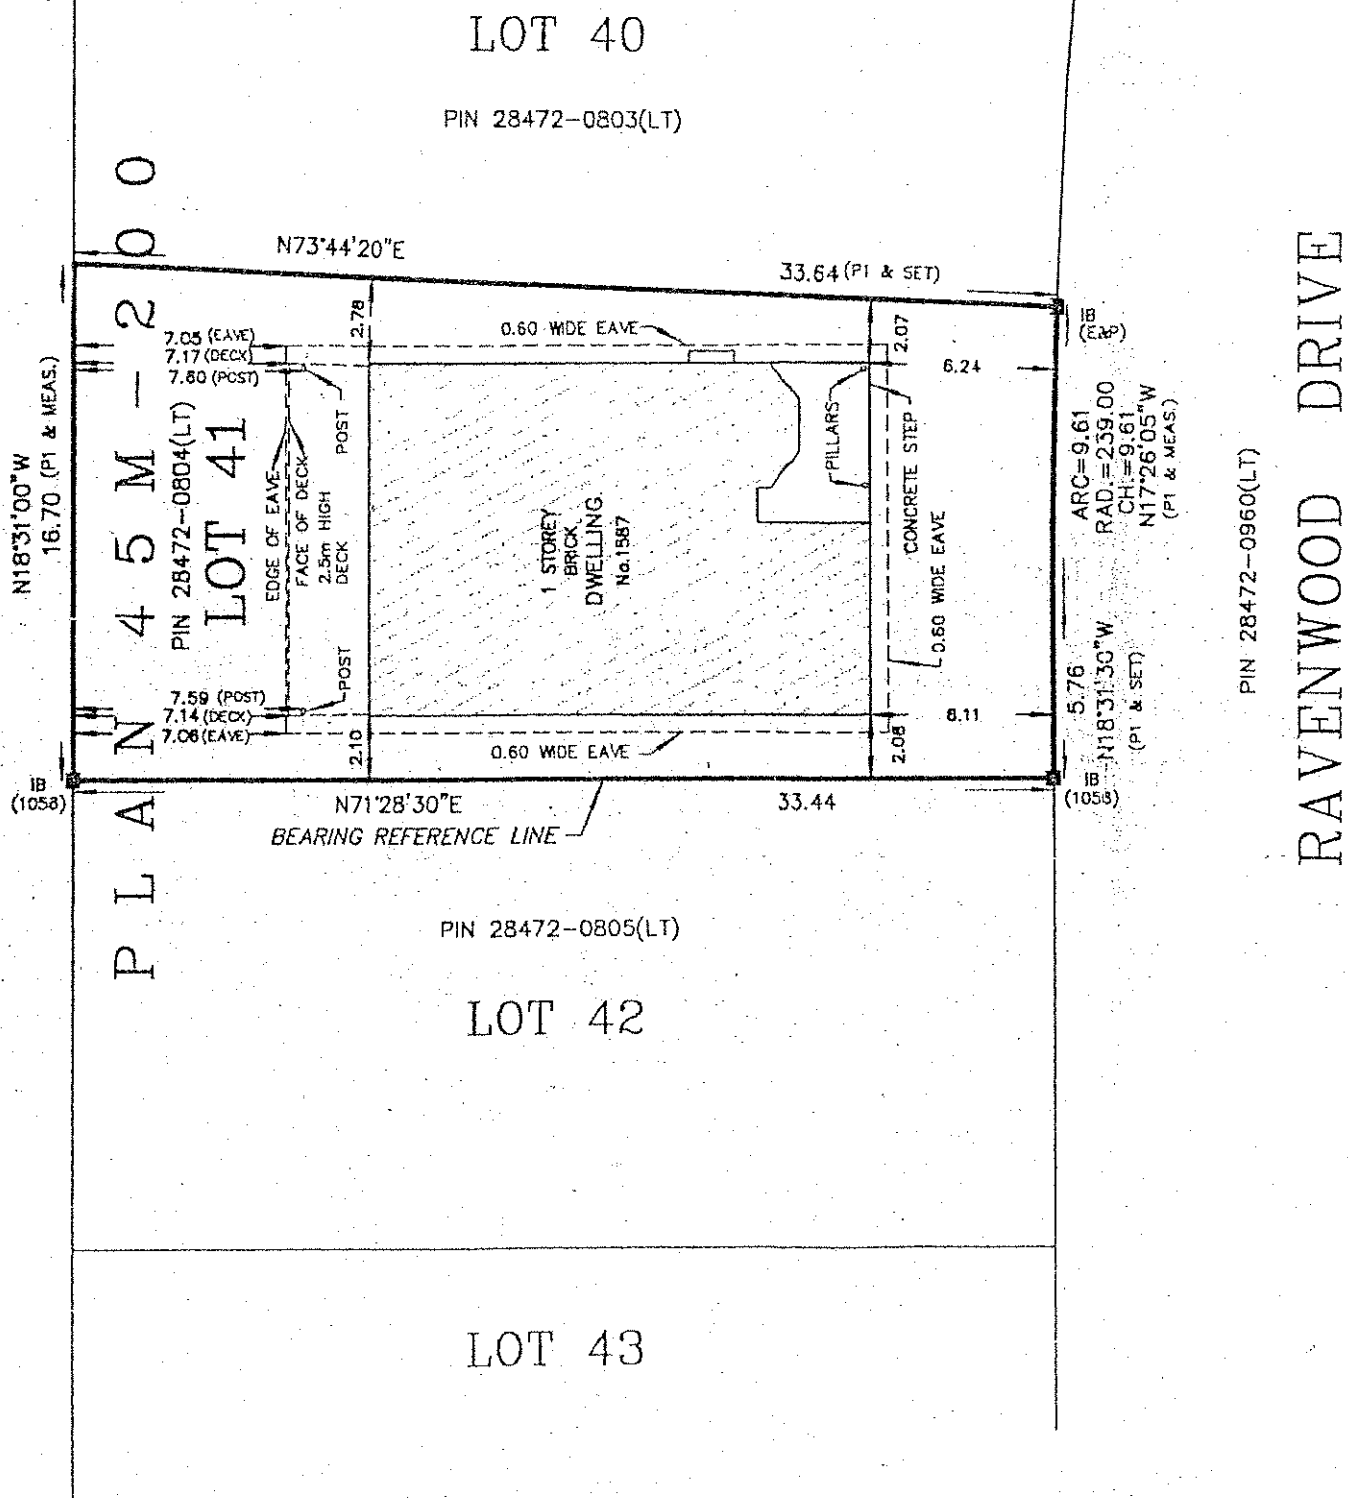 LOT 40
PIN 28472-0803(LT)
N73°44'20"E
33.64 (P1 & SET)
IB
(E&P)
N18°31'00"W
16.70 (P1 & MEAS.)
PLAN 45M-200
PIN 28472-0804(LT)
LOT 41
7.05 (EAVE)
7.17 (DECK)
7.60 (POST)
2.78
0.60 WIDE EAVE
2.07
6.24
EDGE OF EAVE
FACE OF DECK
2.5m HIGH
DECK
POST
POST
1 STOREY
BRICK
DWELLING
No.1587
PILLARS
CONCRETE STEP
0.60 WIDE EAVE
ARC=9.61
RAD.=239.00
CH.=9.61
N17°26'05"W
(P1 & MEAS.)
5.76
N18°31'30"W
(P1 & SET)
7.59 (POST)
7.14 (DECK)
7.06 (EAVE)
2.10
0.60 WIDE EAVE
2.08
6.11
IB
(1058)
IB
(1058)
N71°28'30"E
33.44
BEARING REFERENCE LINE
PIN 28472-0960(LT)
RAVENWOOD DRIVE
PIN 28472-0805(LT)
LOT 42
LOT 43